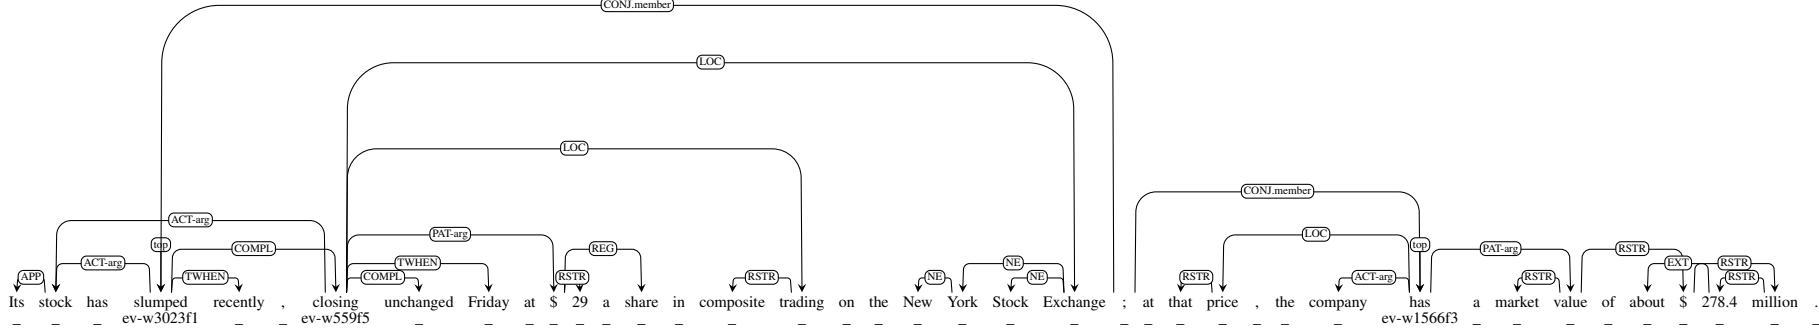 CONJ.member
LOC
LOC
CONJ.member
ACT-arg PAT-arg LOC
top COMPL REG top PAT-arg RSTR
ACT-arg TWHEN NE EXT RSTR
APP TWHEN COMPL RSTR RSTR NE NE RSTR ACT-arg RSTR RSTR
Its stock has slumped recently , closing unchanged Friday at $ 29 a share in composite trading on the New York Stock Exchange ; at that price , the company has a market value of about $ 278.4 million .
ev-w3023f1 ev-w559f5 ev-w1566f3